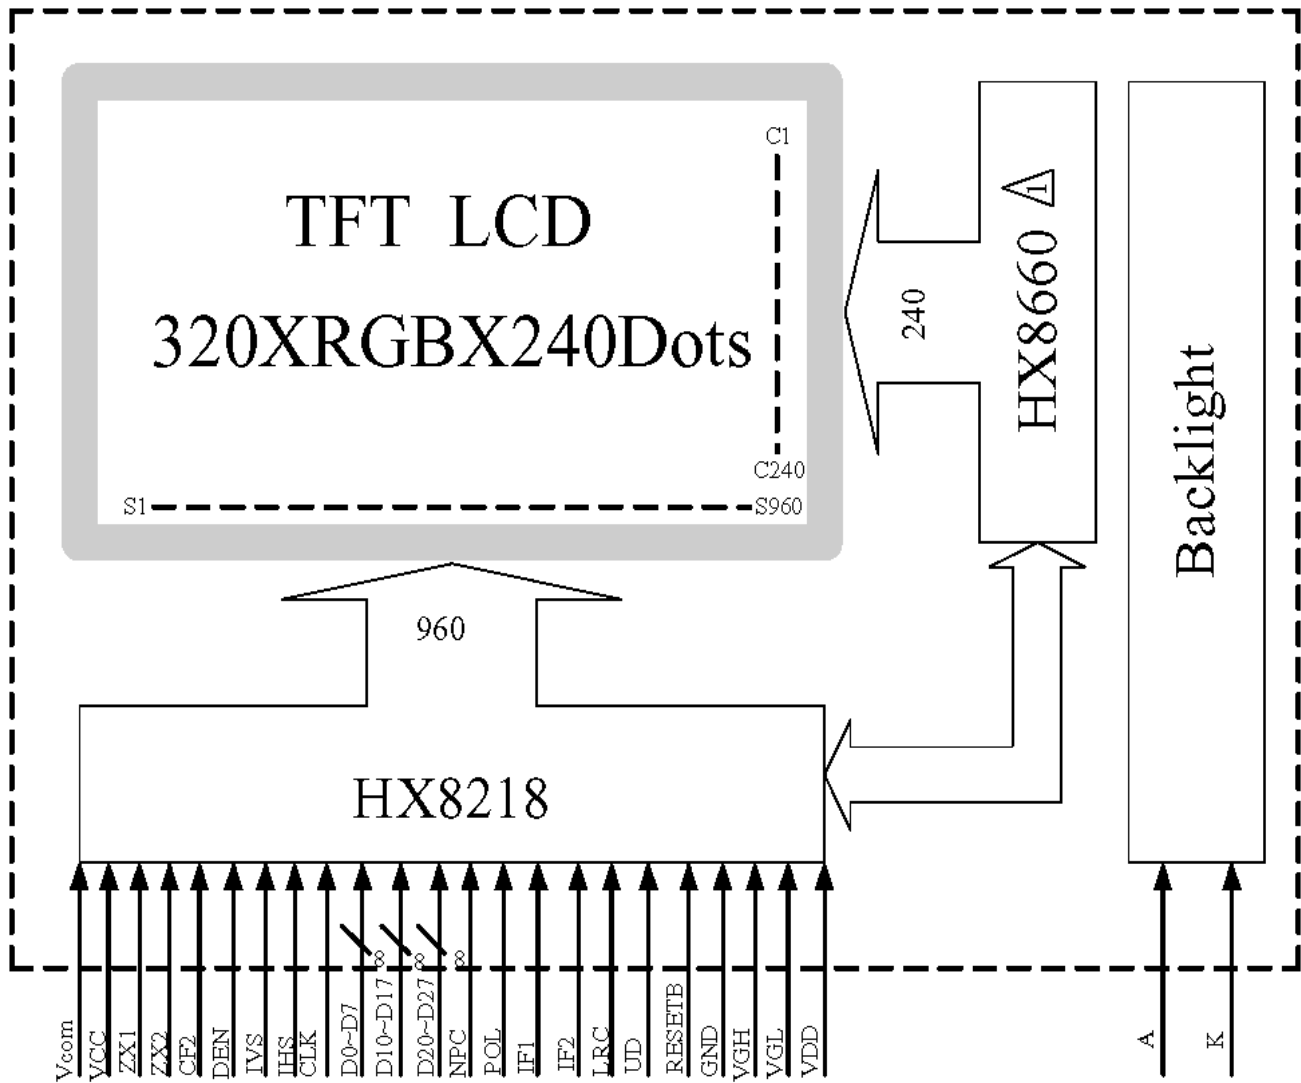 C1
TFT LCD
320XRGBX240Dots
C240
S1
S960
240
HX8660
1
Backlight
960
HX8218
8
8
8
Vcom
VCC
ZX1
ZX2
CF2
DEN
IVS
IHS
CLK
D0~D7
D10~D17
D20~D27
NPC
POL
IF1
IF2
LRC
UD
RESETB
GND
VGH
VGL
VDD
A
K